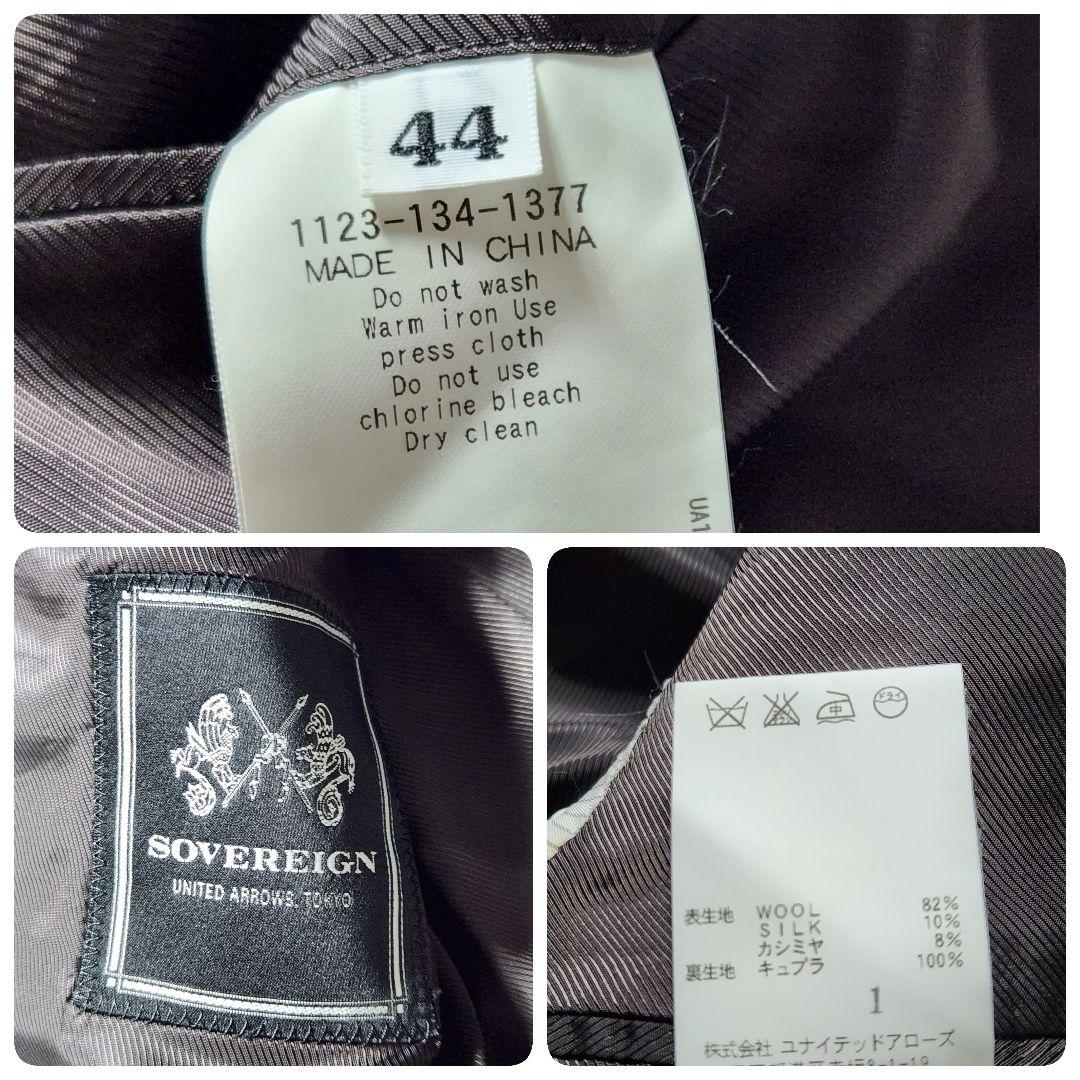 44
1123-134-1377
MADE IN CHINA
Do not wash
Warm iron Use
press cloth
Do not use
chlorine bleach
Dry clean
UA1
SOVEREIGN
UNITED ARROWS. TOKYO
中 ドライ
表生地 WOOL 82%
SILK 10%
カシミヤ 8%
裏生地 キュプラ 100%
1
株式会社 ユナイテッドアローズ